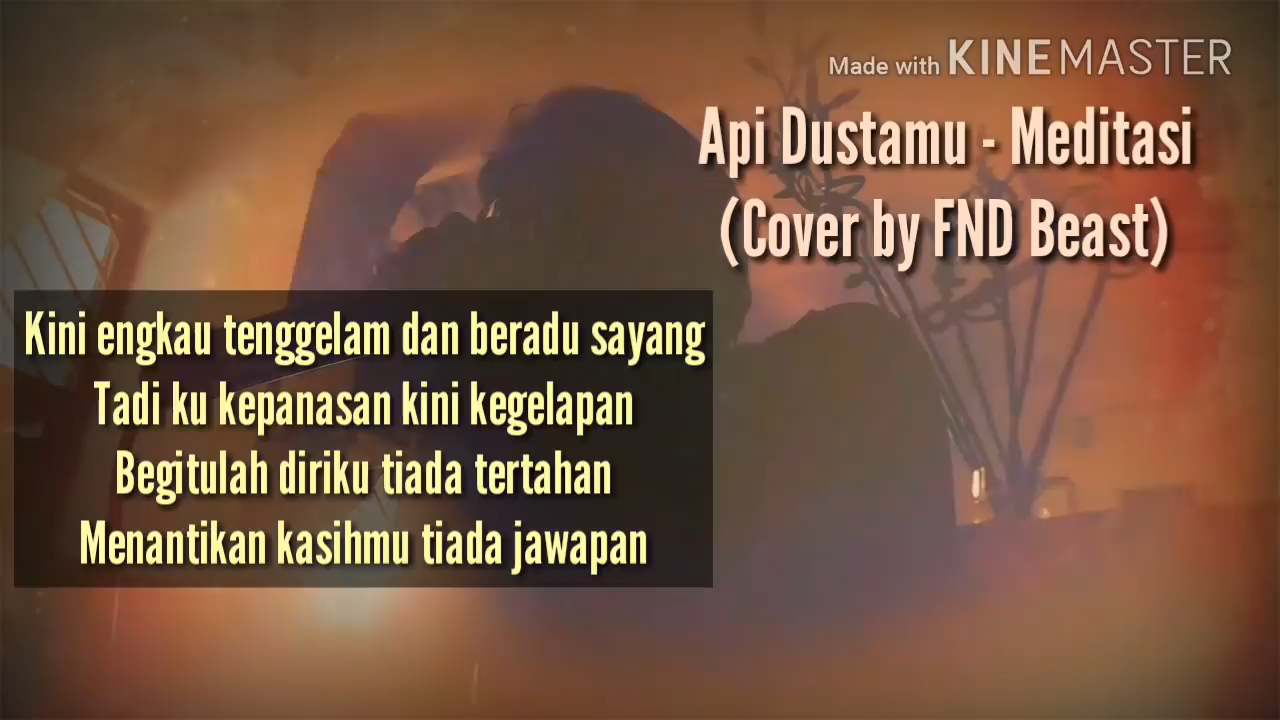 Made with KINEMASTER
Api Dustamu - Meditasi
(Cover by FND Beast)
Kini engkau tenggelam dan beradu sayang
Tadi ku kepanasan kini kegelapan
Begitulah diriku tiada tertahan
Menantikan kasihmu tiada jawapan